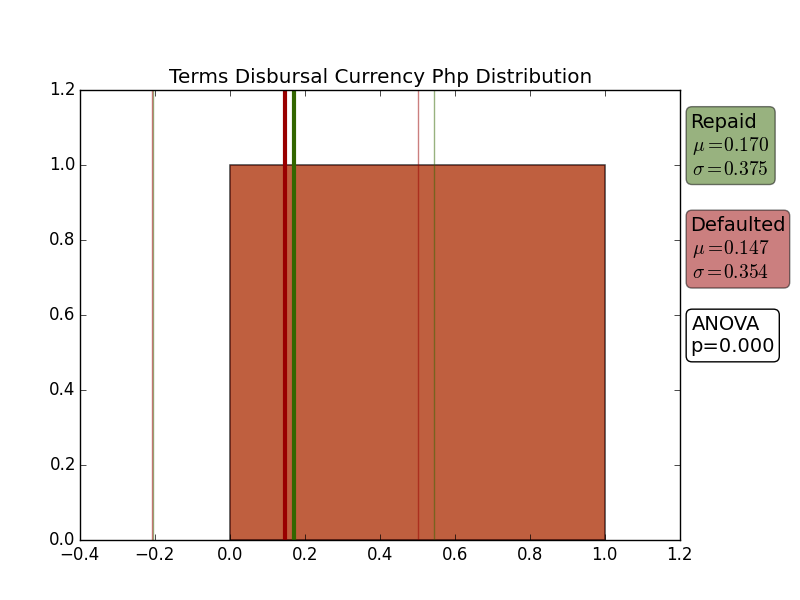 Terms Disbursal Currency Php Distribution
1.2
1.0
0.8
0.6
0.4
0.2
0.0
−0.4 −0.2 0.0 0.2 0.4 0.6 0.8 1.0 1.2
Repaid
μ=0.170
σ=0.375
Defaulted
μ=0.147
σ=0.354
ANOVA
p=0.000